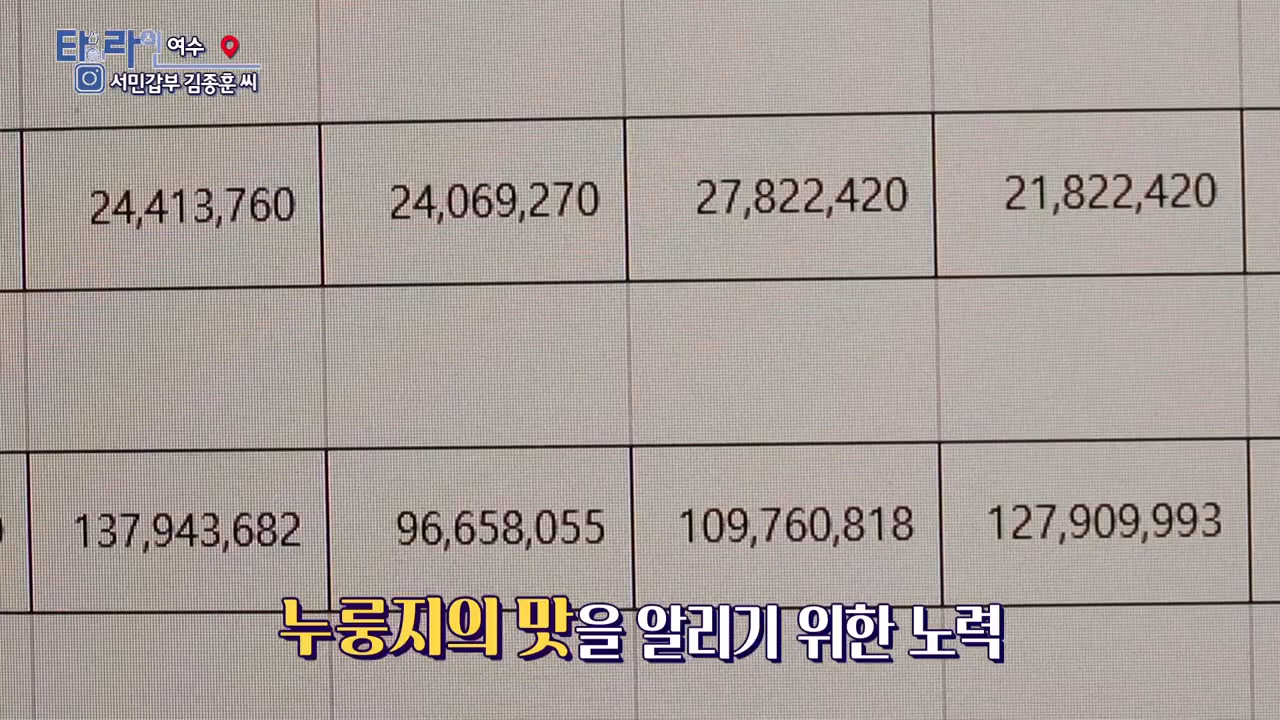 타라인 여수
서민갑부 김종훈 씨
24,413,760 24,069,270 27,822,420 21,822,420
137,943,682 96,658,055 109,760,818 127,909,993
누룽지의 맛을 알리기 위한 노력